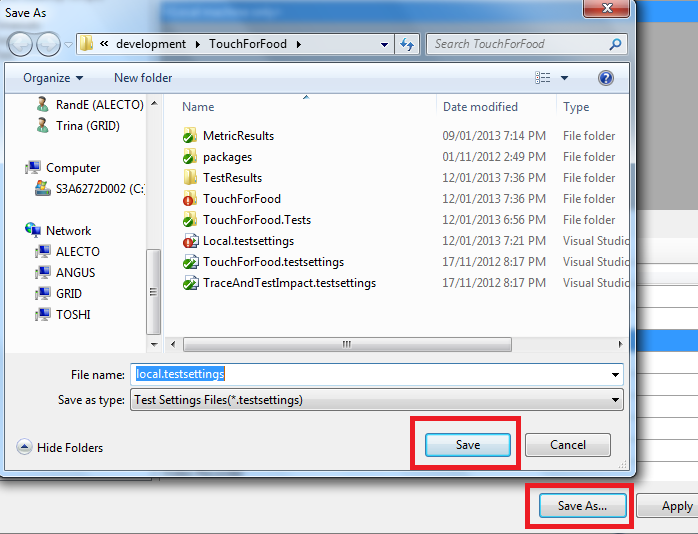 Save As
« development ▸ TouchForFood ▸
Search TouchForFood
Organize
New folder
RandE (ALECTO)
Trina (GRID)
Computer
S3A6272D002 (C:)
Network
ALECTO
ANGUS
GRID
TOSHI
Name Date modified Type
MetricResults 09/01/2013 7:14 PM File folder
packages 01/11/2012 2:49 PM File folder
TestResults 12/01/2013 7:36 PM File folder
TouchForFood 12/01/2013 7:36 PM File folder
TouchForFood.Tests 12/01/2013 6:56 PM File folder
Local.testsettings 12/01/2013 7:21 PM Visual Studio
TouchForFood.testsettings 17/11/2012 8:17 PM Visual Studio
TraceAndTestImpact.testsettings 17/11/2012 8:17 PM Visual Studio
File name: local.testsettings
Save as type: Test Settings Files(*.testsettings)
Hide Folders
Save
Cancel
Save As...
Apply